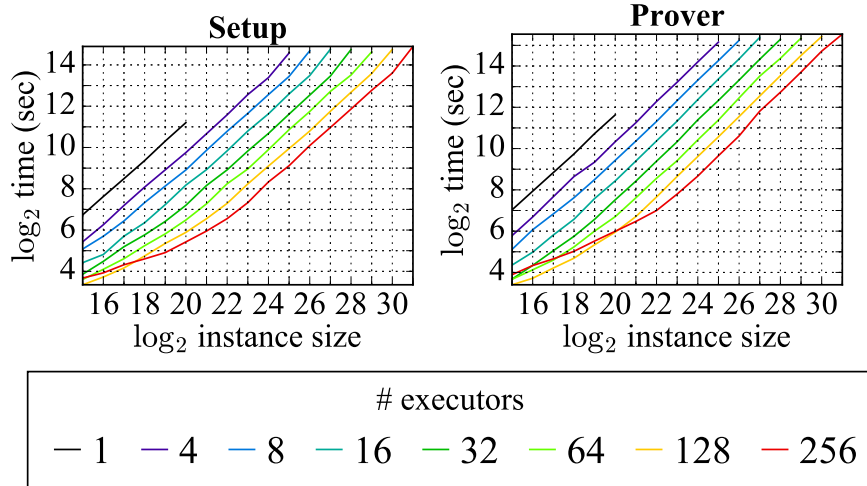 Setup
Prover
log2 time (sec)
14
12
10
8
6
4
16 18 20 22 24 26 28 30
log2 instance size
log2 time (sec)
14
12
10
8
6
4
16 18 20 22 24 26 28 30
log2 instance size
# executors
1 4 8 16 32 64 128 256